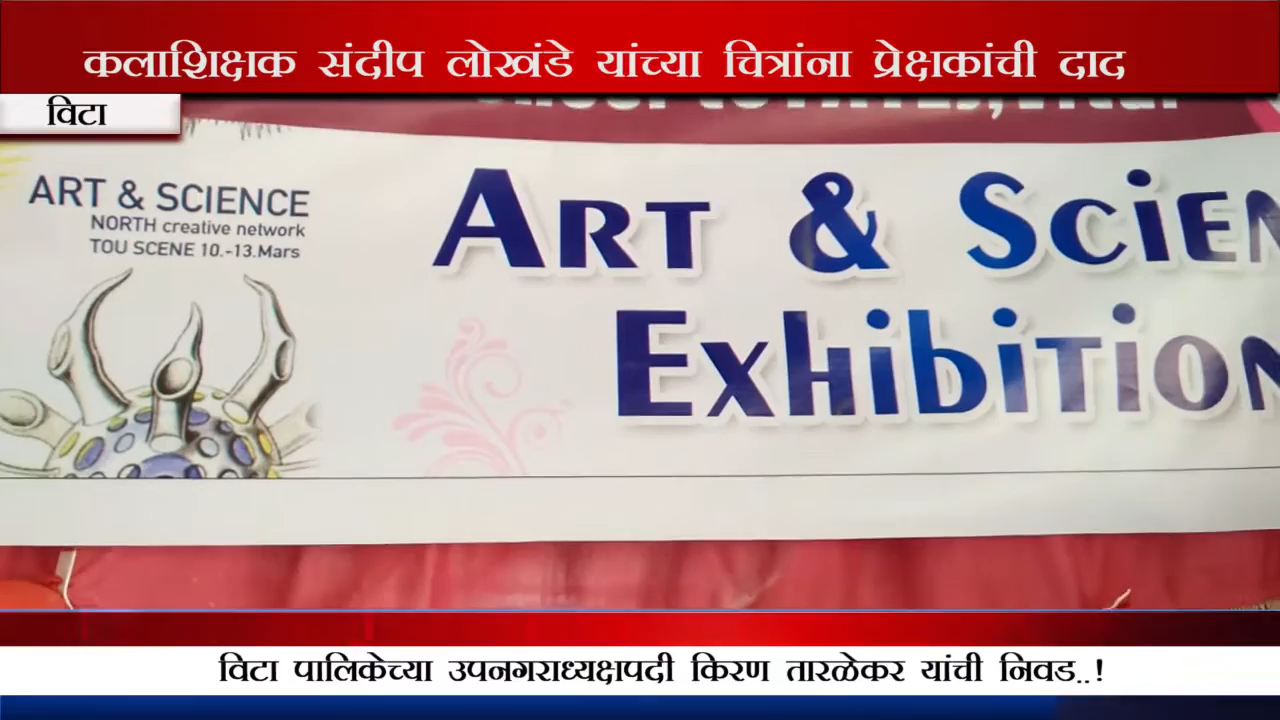 कलाशिक्षक संदीप लोखंडे यांच्या चित्रांना प्रेक्षकांची दाद
विटा
ART & SCIENCE
NORTH creative network
TOU SCENE 10.-13.Mars
ART & SCIEN
EXHIBITION
विटा पालिकेच्या उपनगराध्यक्षपदी किरण तारळेकर यांची निवड..!